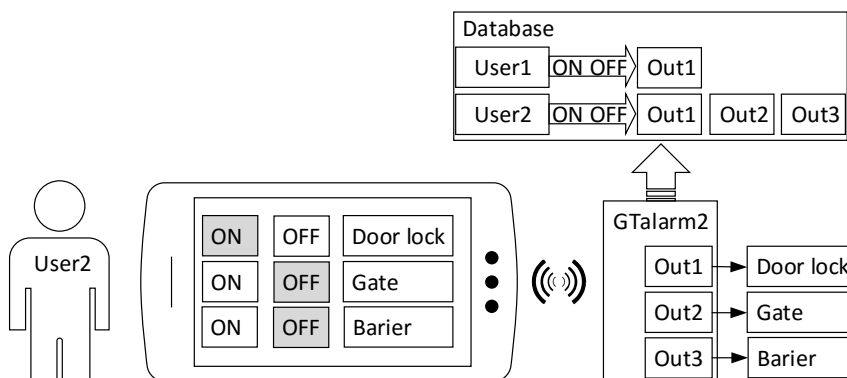 Database
User1 ON OFF Out1
User2 ON OFF Out1 Out2 Out3
User2
ON OFF Door lock
ON OFF Gate
ON OFF Barier
GTalarm2
Out1 Door lock
Out2 Gate
Out3 Barier